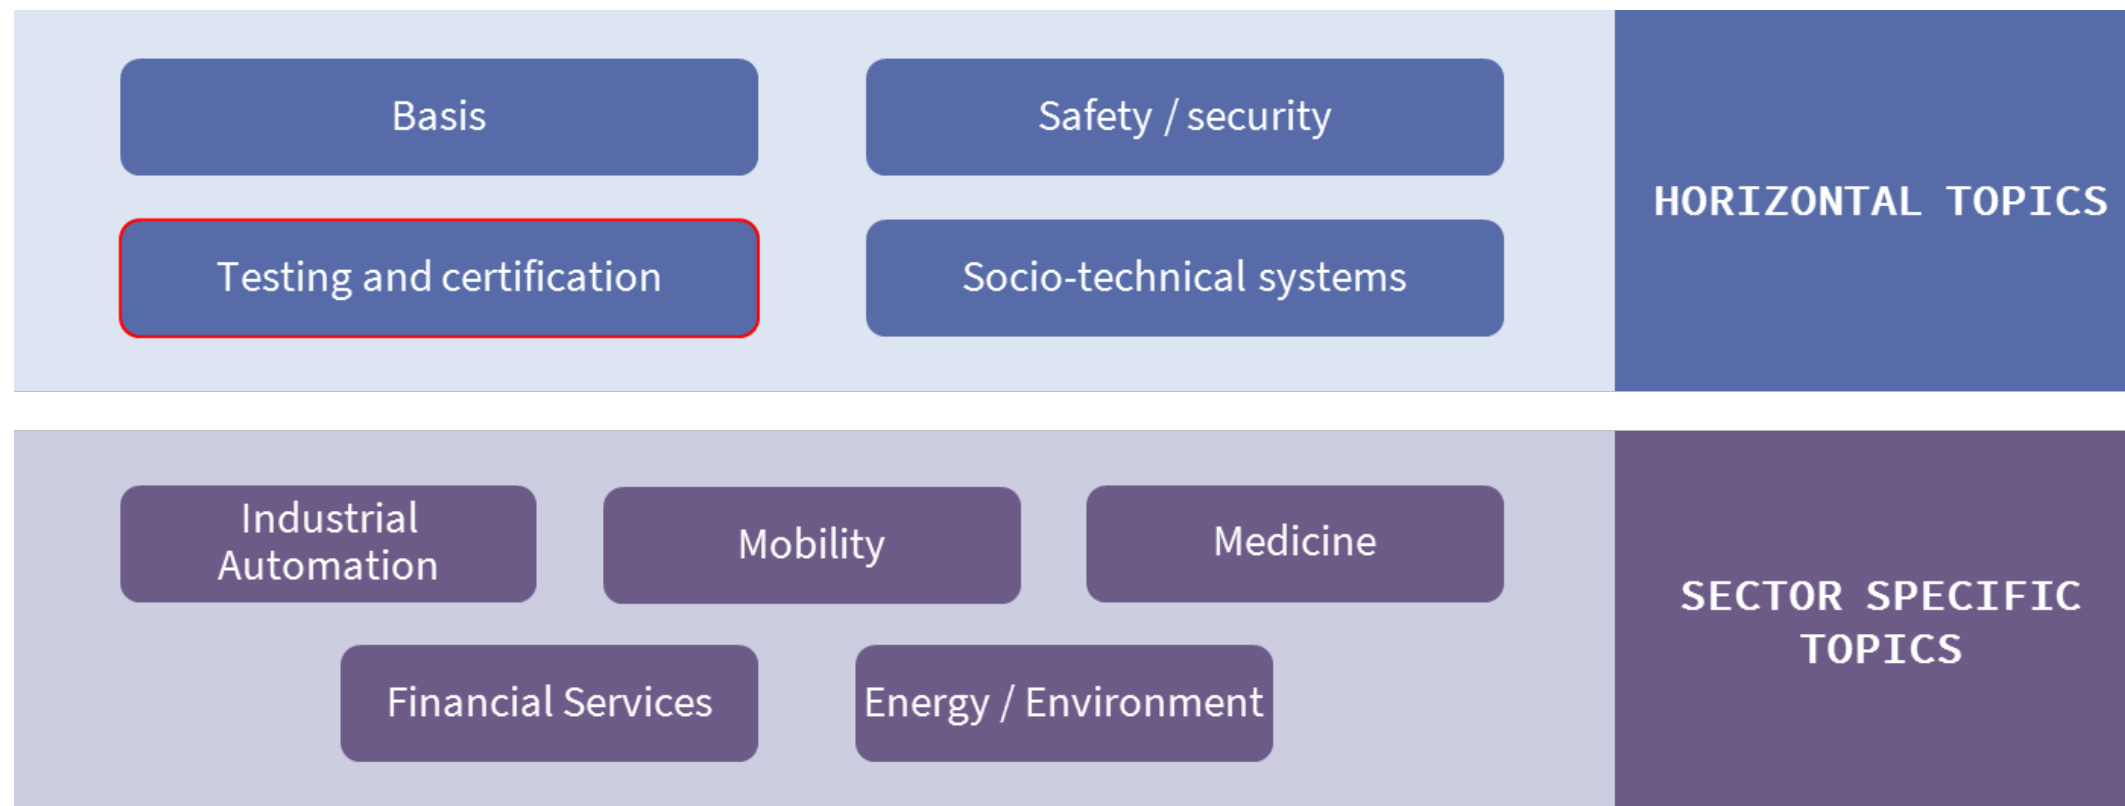 Basis
Safety / security
Testing and certification
Socio-technical systems
HORIZONTAL TOPICS
Industrial
Automation
Mobility
Medicine
Financial Services
Energy / Environment
SECTOR SPECIFIC
TOPICS